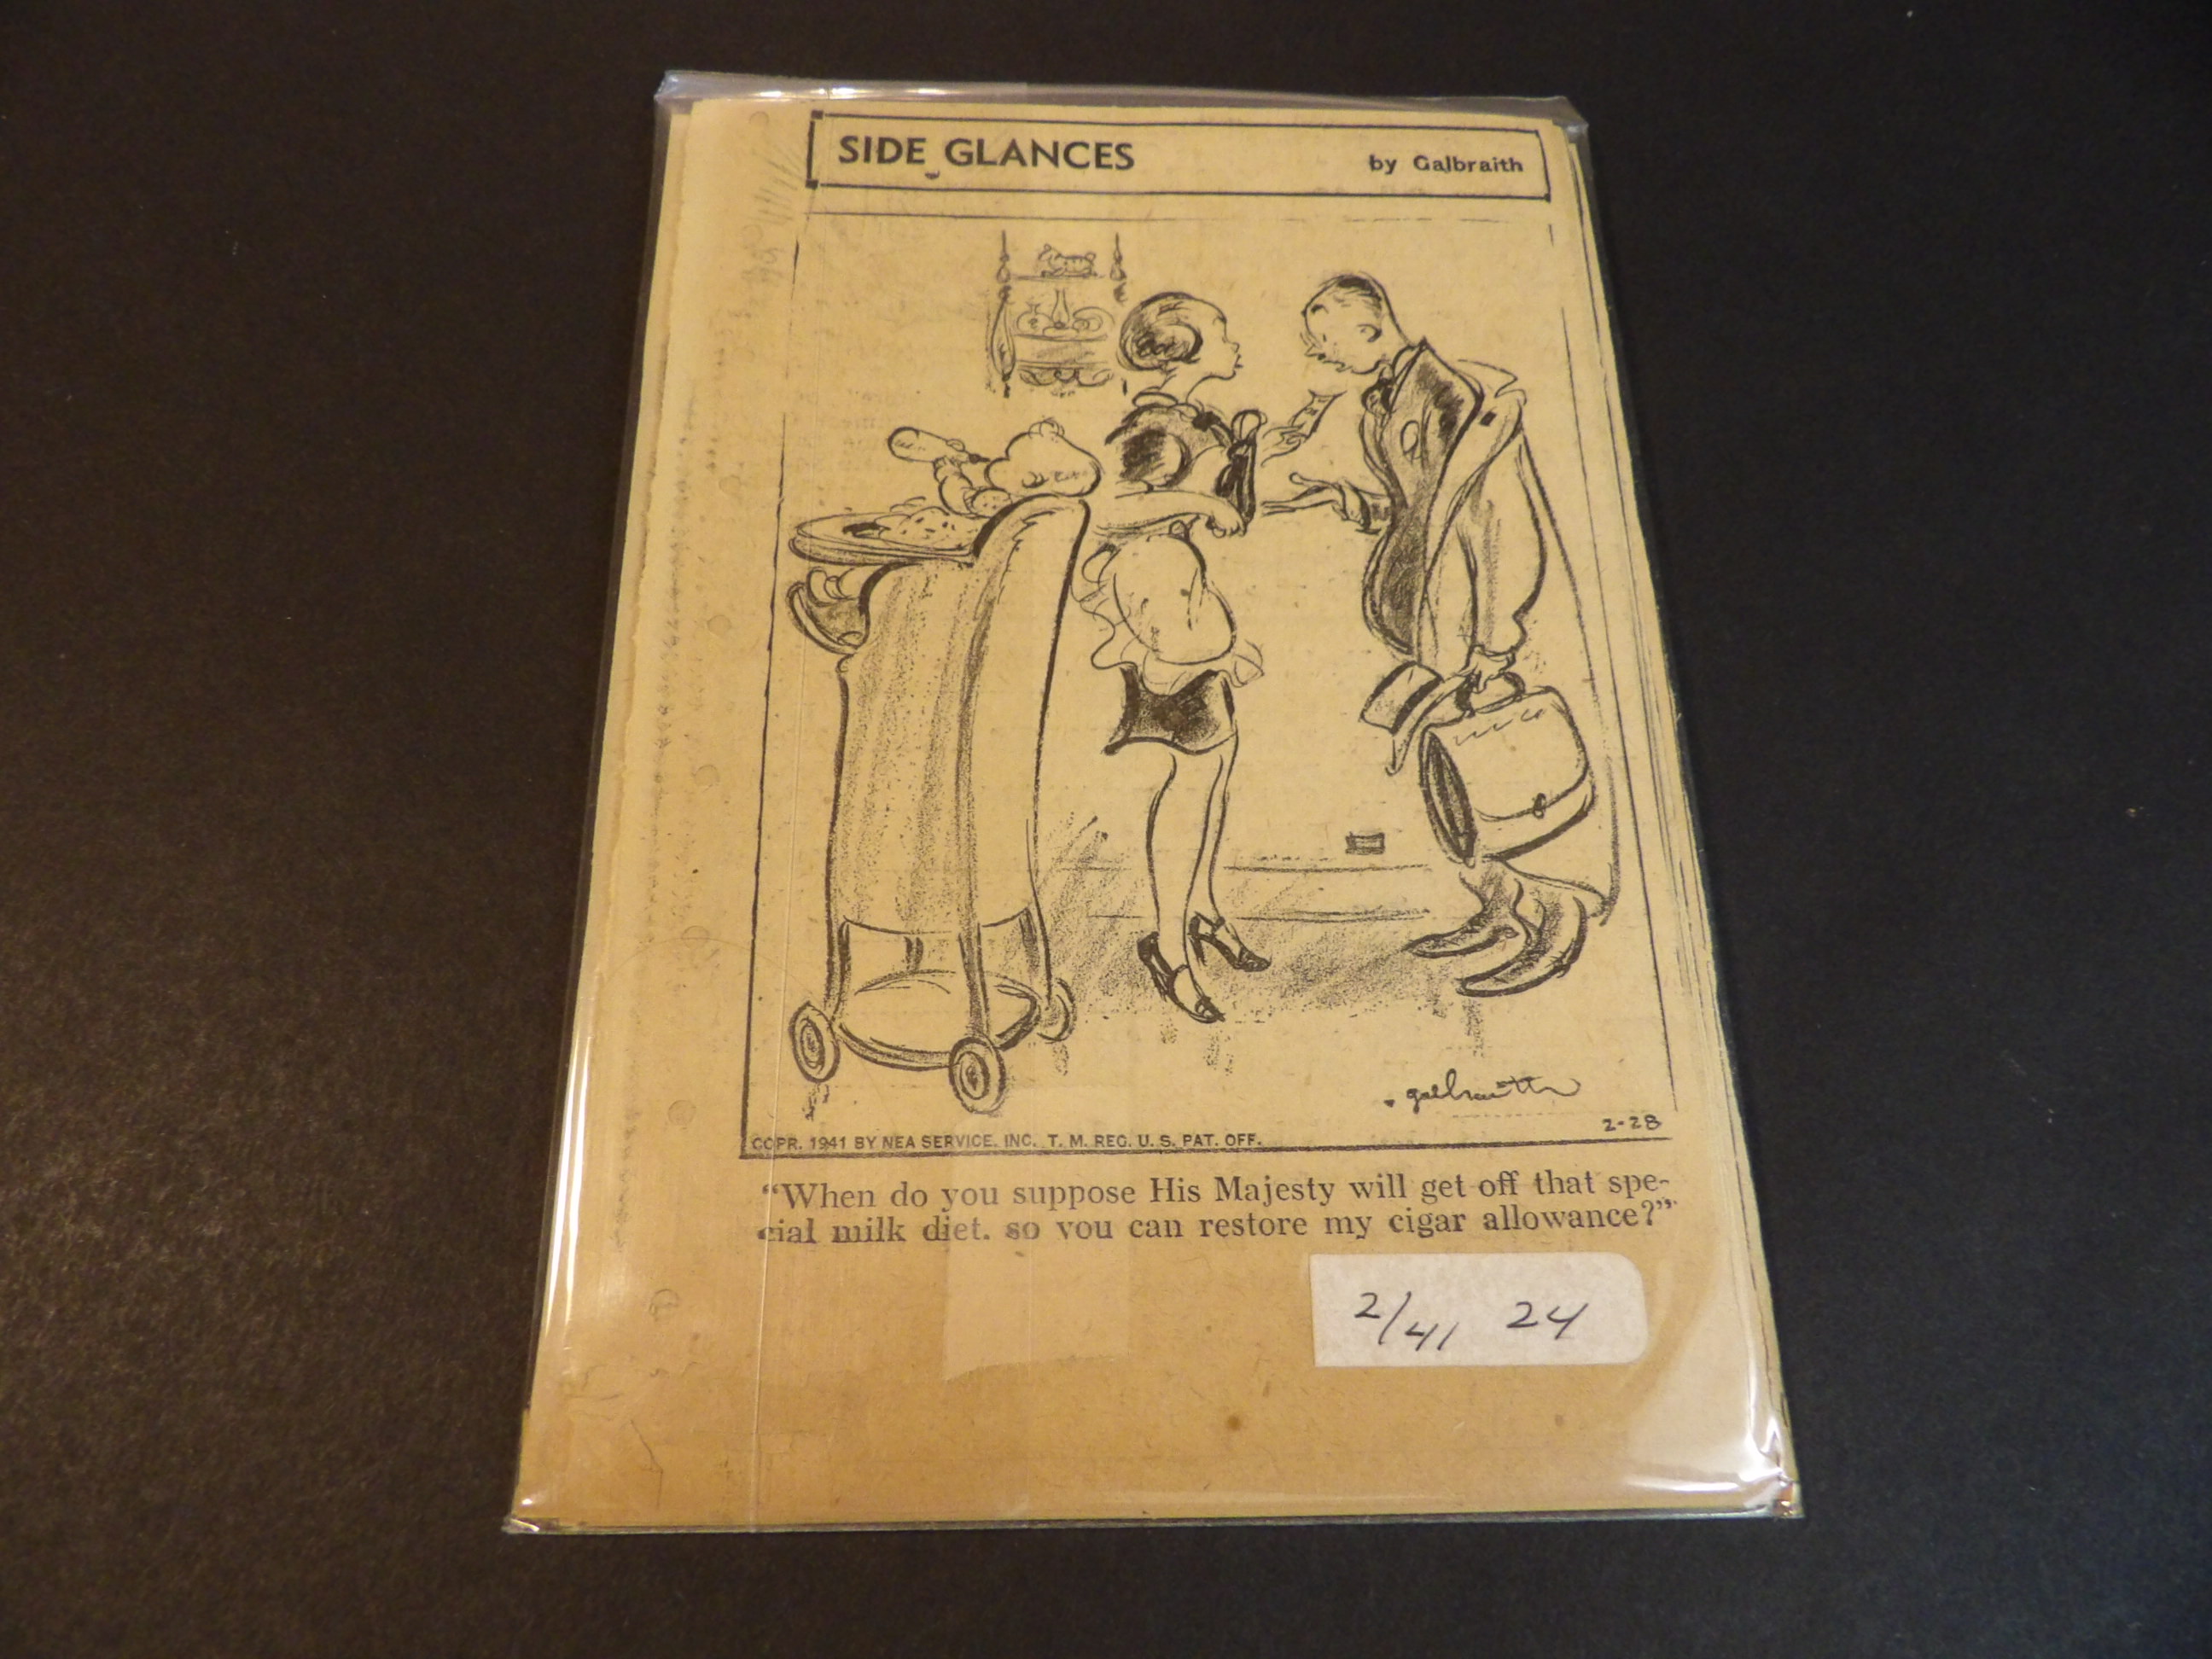 SIDE GLANCES
by Galbraith
galbraith
2-28
COPR. 1941 BY NEA SERVICE, INC. T. M. REG. U. S. PAT. OFF.
“When do you suppose His Majesty will get off that spe-
cial milk diet. so you can restore my cigar allowance?”
2/41 24